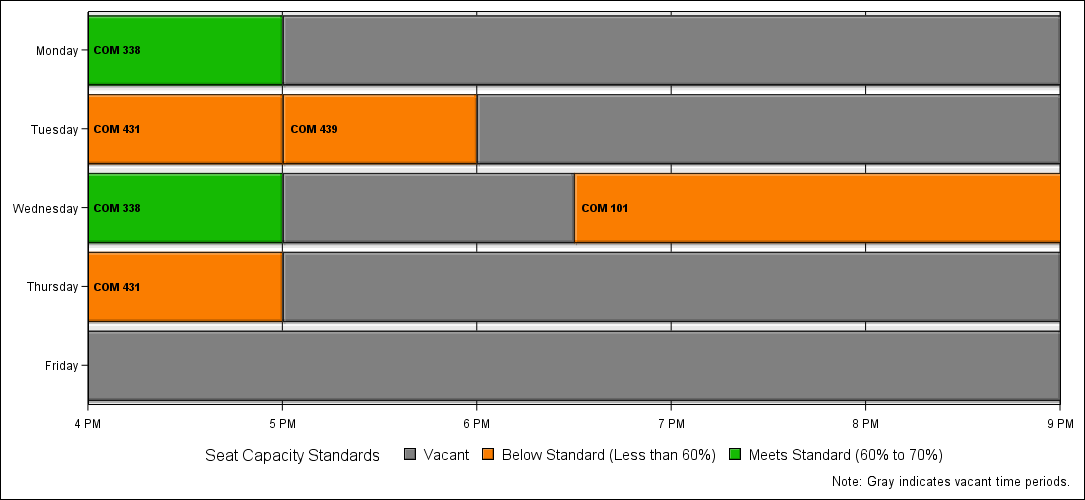 Monday
COM 338
Tuesday
COM 431
COM 439
Wednesday
COM 338
COM 101
Thursday
COM 431
Friday
4 PM 5 PM 6 PM 7 PM 8 PM 9 PM
Seat Capacity Standards Vacant Below Standard (Less than 60%) Meets Standard (60% to 70%)
Note: Gray indicates vacant time periods.